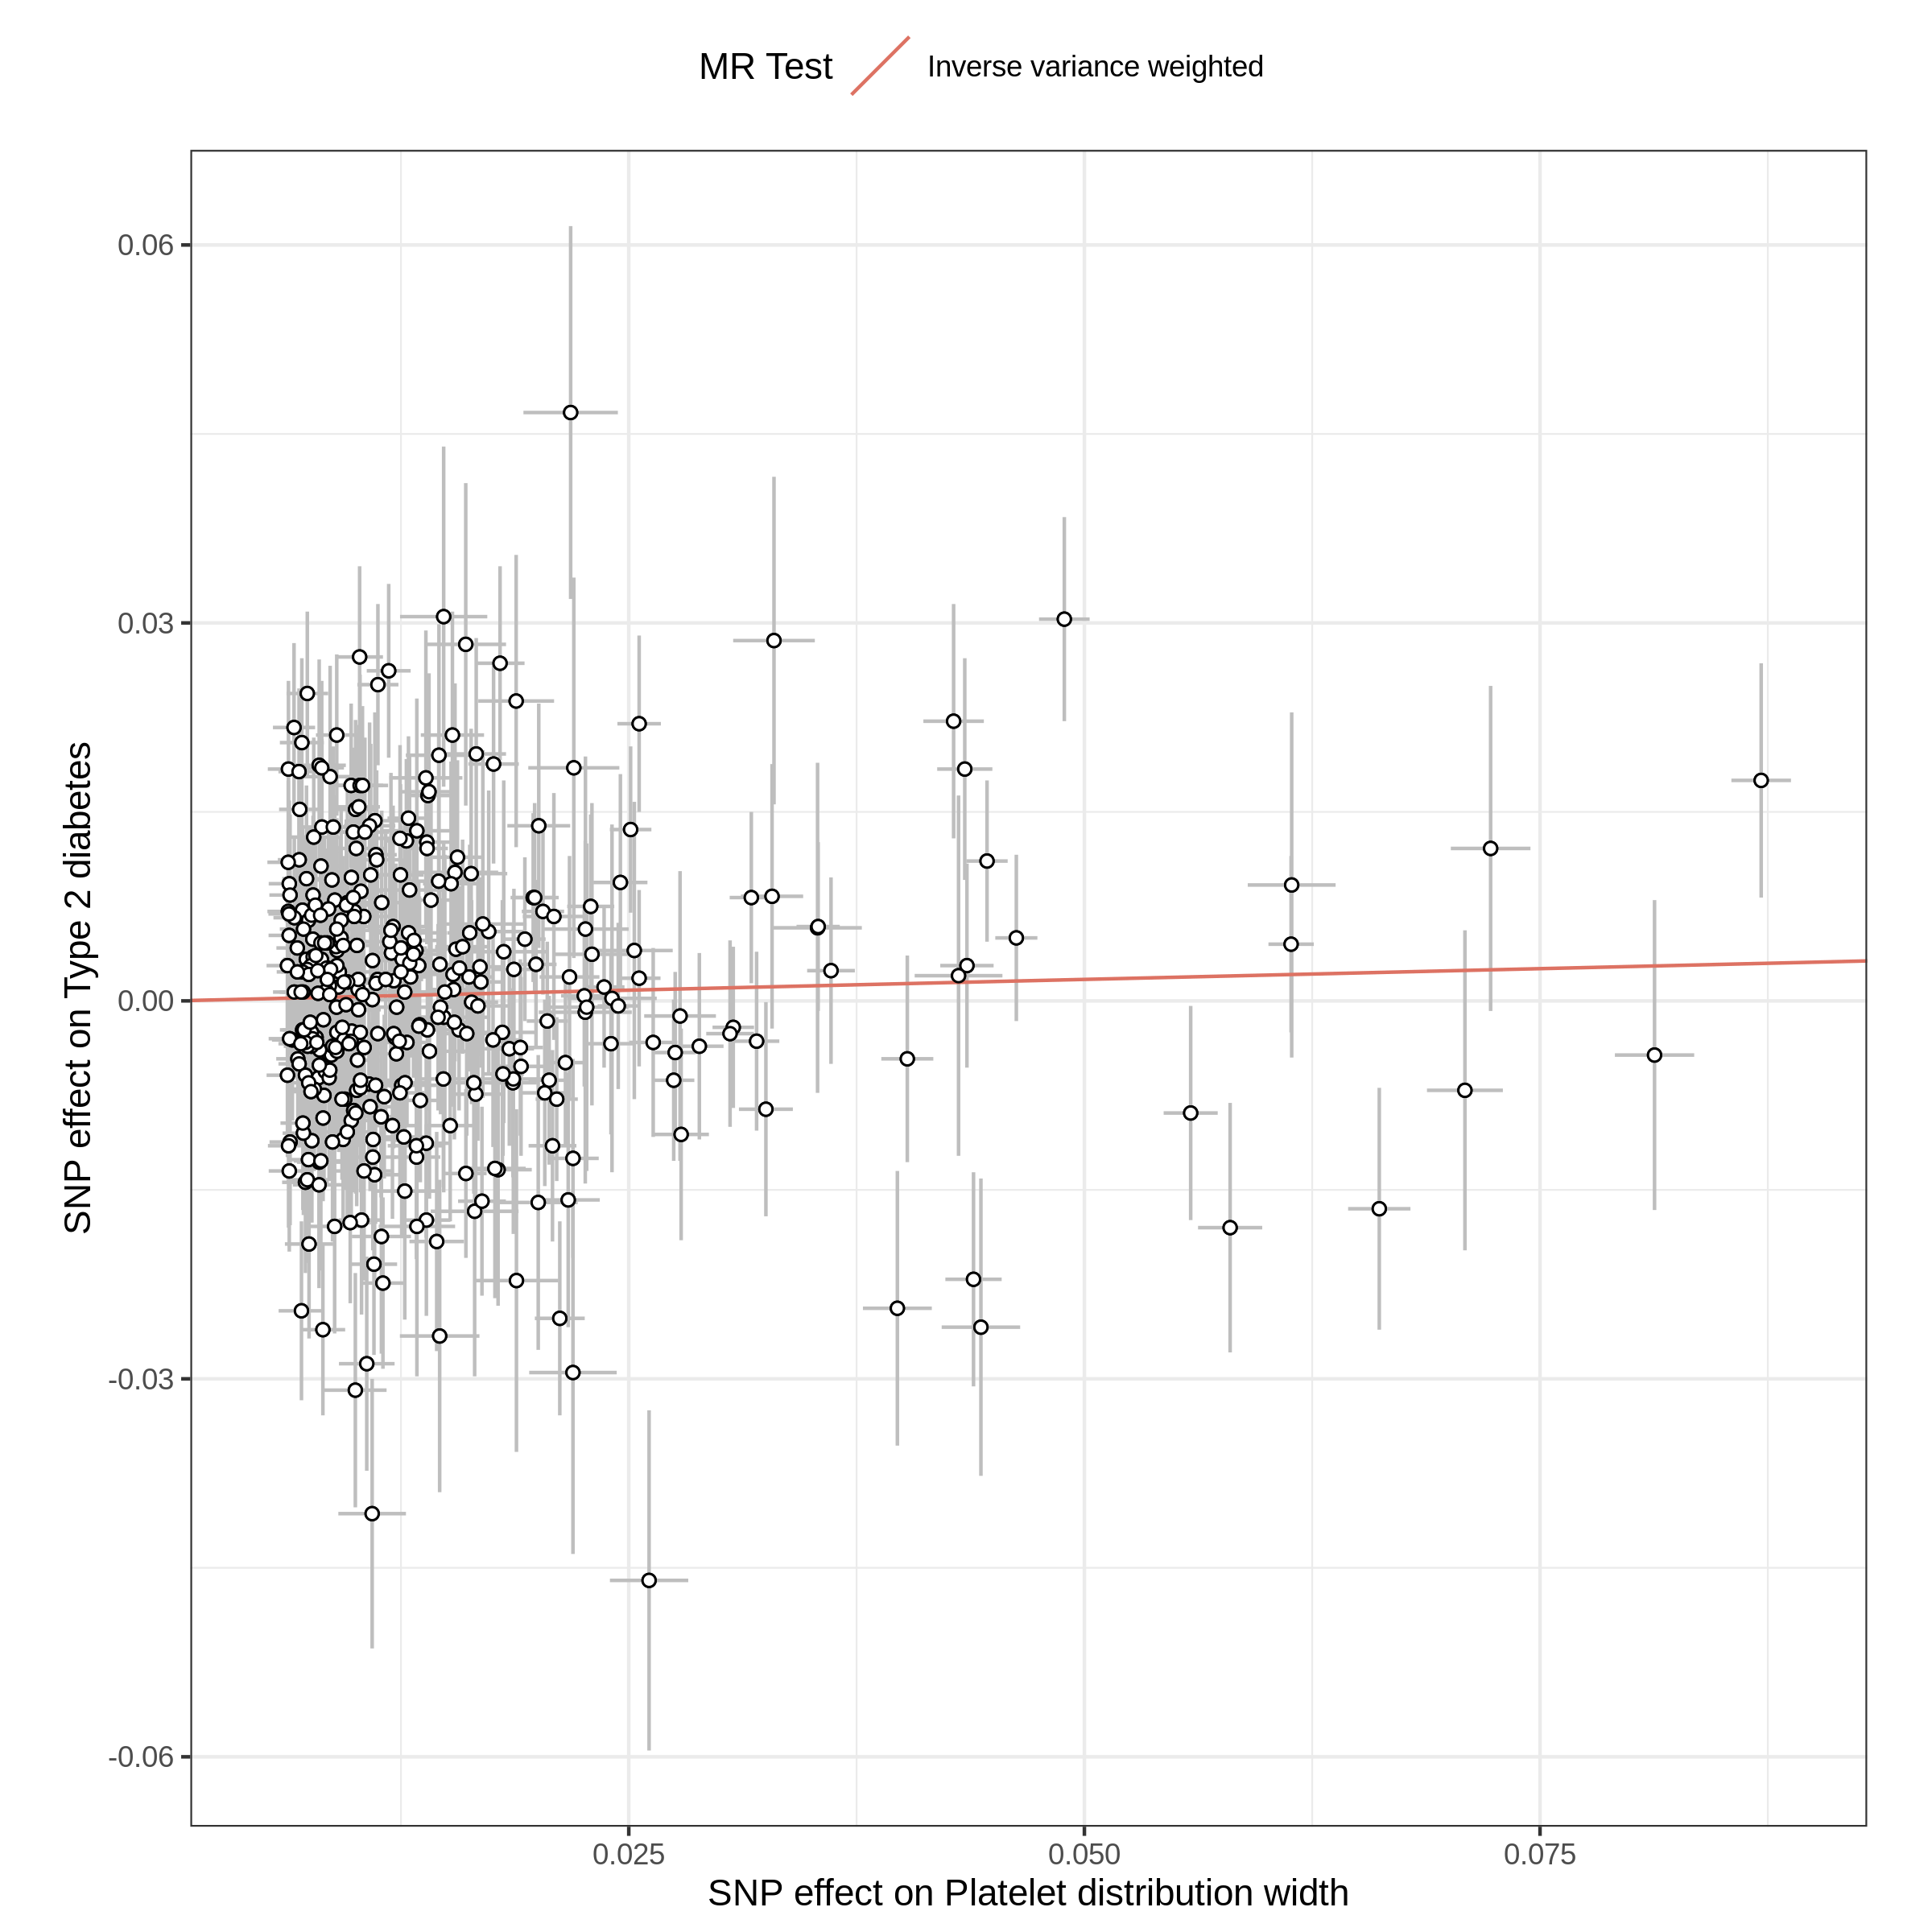 MR Test
Inverse variance weighted
SNP effect on Type 2 diabetes
0.06
0.03
0.00
-0.03
-0.06
0.025
0.050
0.075
SNP effect on Platelet distribution width